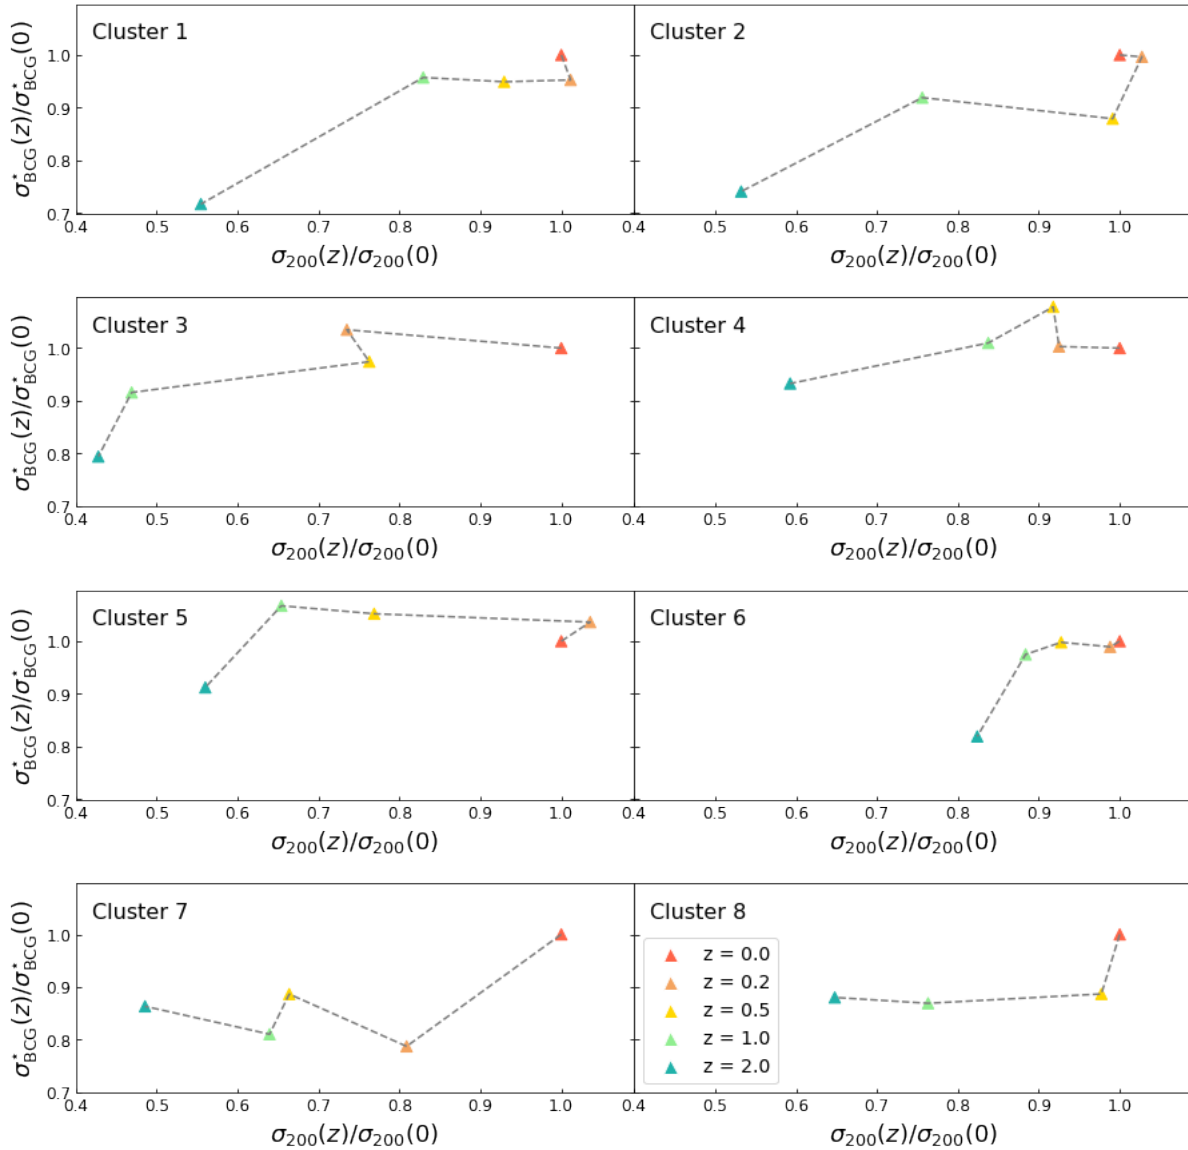 Cluster 1
Cluster 2
1.0
0.9
0.8
0.7
σ*BCG(z)/σ*BCG(0)
0.4 0.5 0.6 0.7 0.8 0.9 1.0 0.4 0.5 0.6 0.7 0.8 0.9 1.0
σ200(z)/σ200(0) σ200(z)/σ200(0)
Cluster 3
Cluster 4
1.0
0.9
0.8
0.7
σ*BCG(z)/σ*BCG(0)
0.4 0.5 0.6 0.7 0.8 0.9 1.0 0.4 0.5 0.6 0.7 0.8 0.9 1.0
σ200(z)/σ200(0) σ200(z)/σ200(0)
Cluster 5
Cluster 6
1.0
0.9
0.8
0.7
σ*BCG(z)/σ*BCG(0)
0.4 0.5 0.6 0.7 0.8 0.9 1.0 0.4 0.5 0.6 0.7 0.8 0.9 1.0
σ200(z)/σ200(0) σ200(z)/σ200(0)
Cluster 7
Cluster 8
1.0
0.9
0.8
0.7
σ*BCG(z)/σ*BCG(0)
z = 0.0
z = 0.2
z = 0.5
z = 1.0
z = 2.0
0.4 0.5 0.6 0.7 0.8 0.9 1.0 0.4 0.5 0.6 0.7 0.8 0.9 1.0
σ200(z)/σ200(0) σ200(z)/σ200(0)